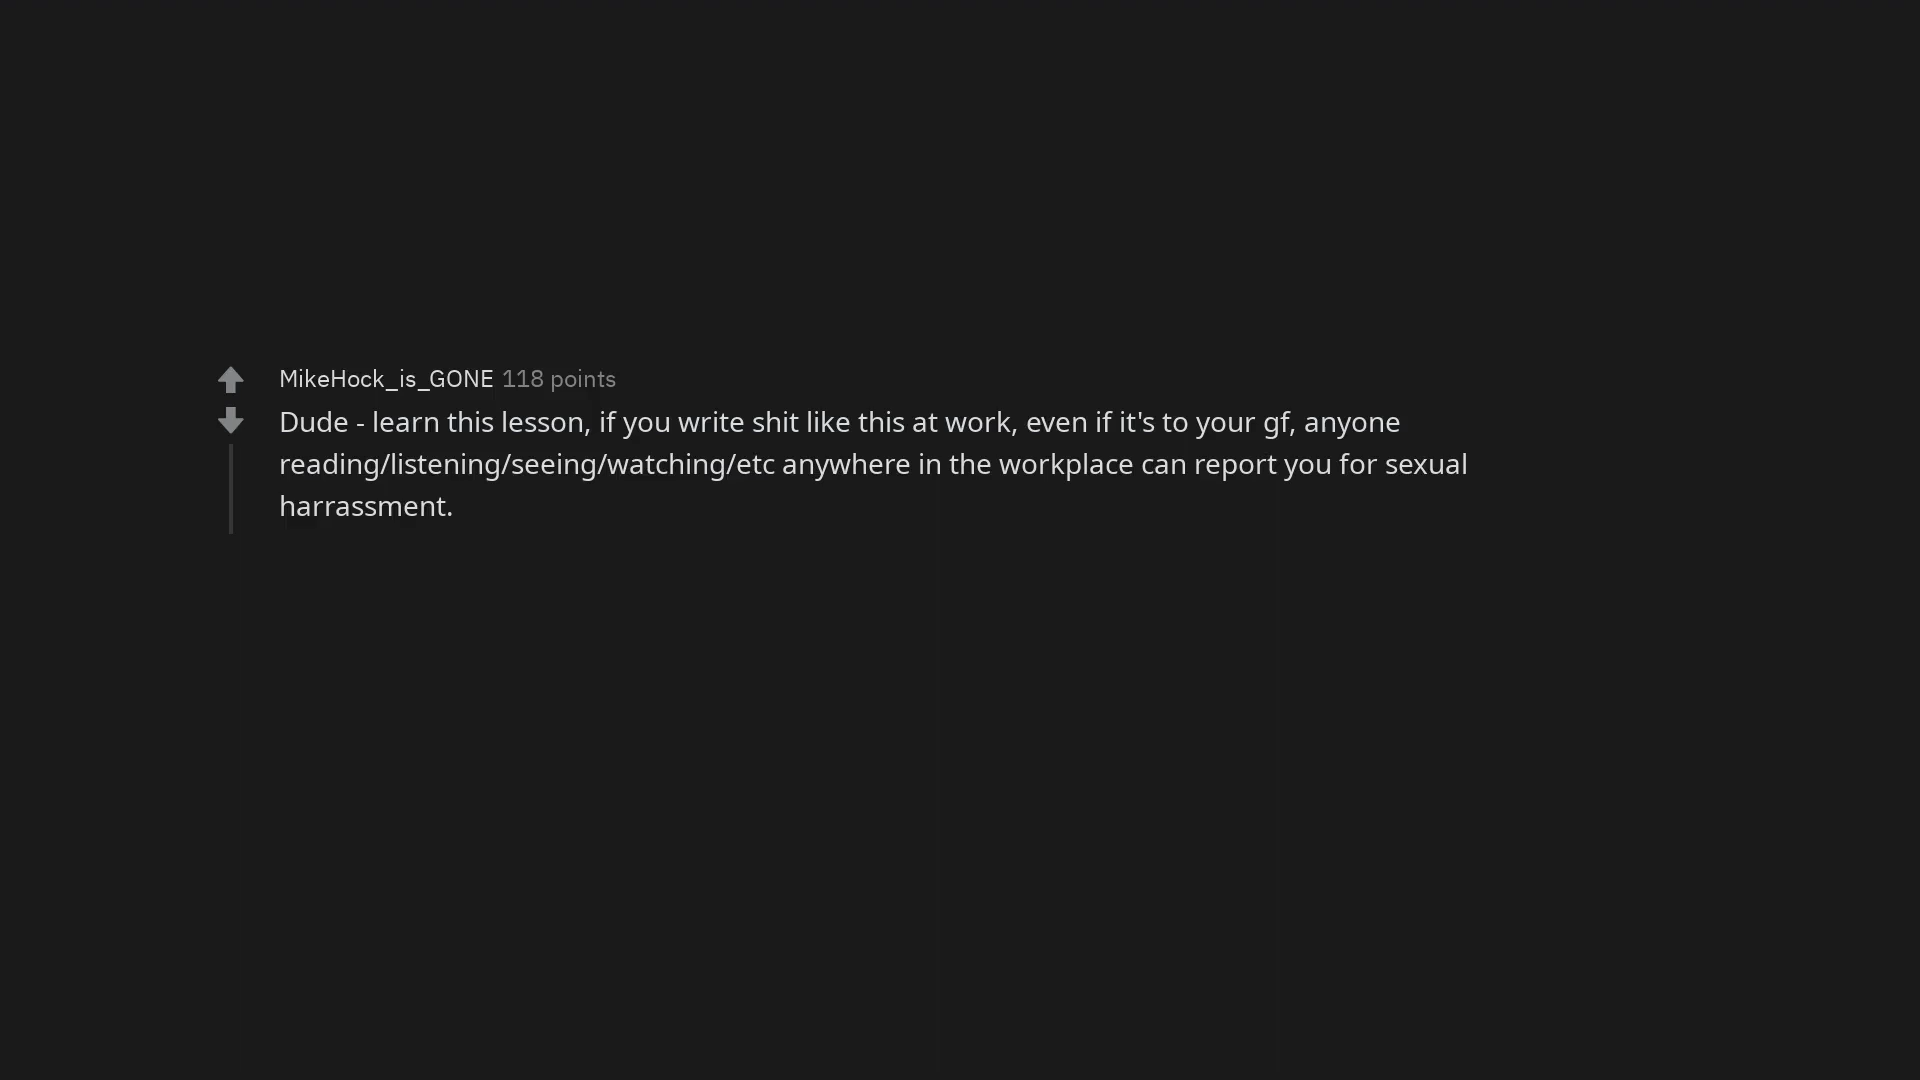 MikeHock_is_GONE 118 points
Dude - learn this lesson, if you write shit like this at work, even if it's to your gf, anyone
reading/listening/seeing/watching/etc anywhere in the workplace can report you for sexual
harrassment.